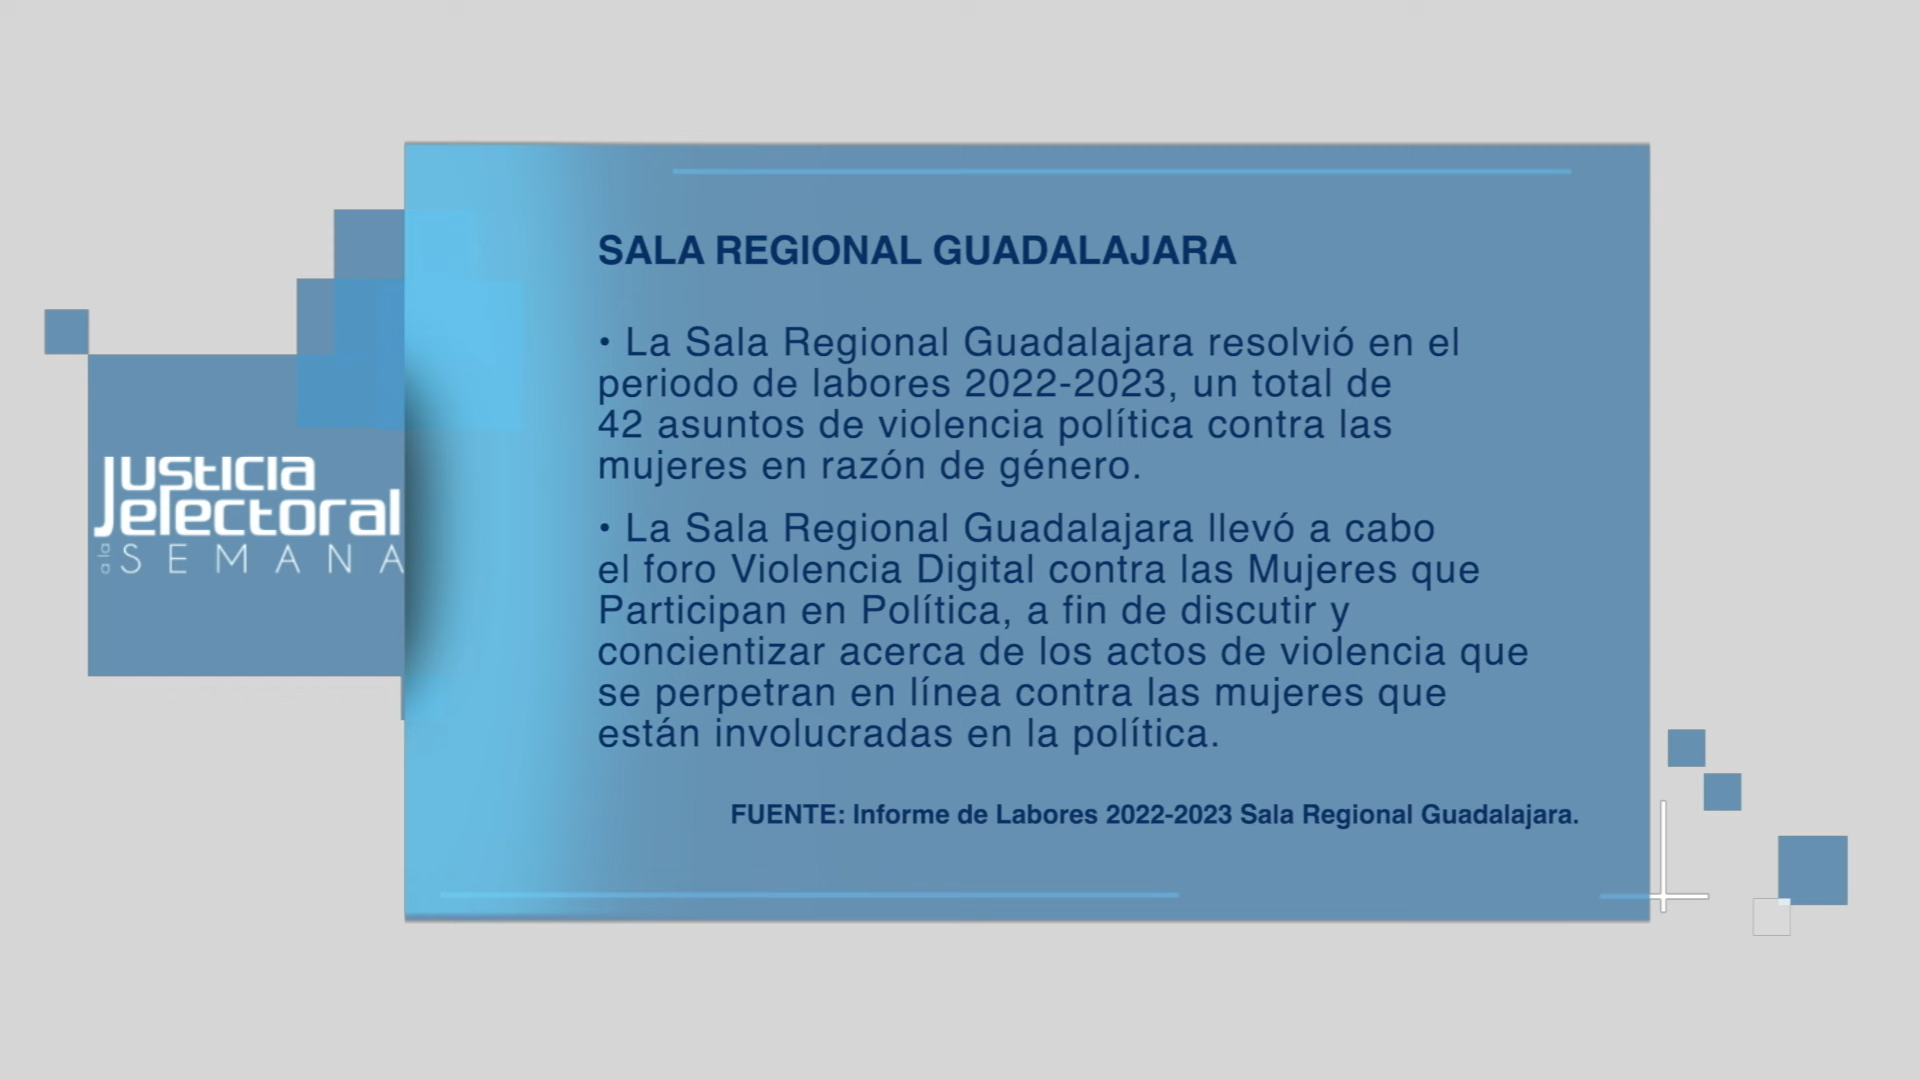 Justicia
electoral
a la
SEMANA
SALA REGIONAL GUADALAJARA
• La Sala Regional Guadalajara resolvió en el
periodo de labores 2022-2023, un total de
42 asuntos de violencia política contra las
mujeres en razón de género.
• La Sala Regional Guadalajara llevó a cabo
el foro Violencia Digital contra las Mujeres que
Participan en Política, a fin de discutir y
concientizar acerca de los actos de violencia que
se perpetran en línea contra las mujeres que
están involucradas en la política.
FUENTE: Informe de Labores 2022-2023 Sala Regional Guadalajara.